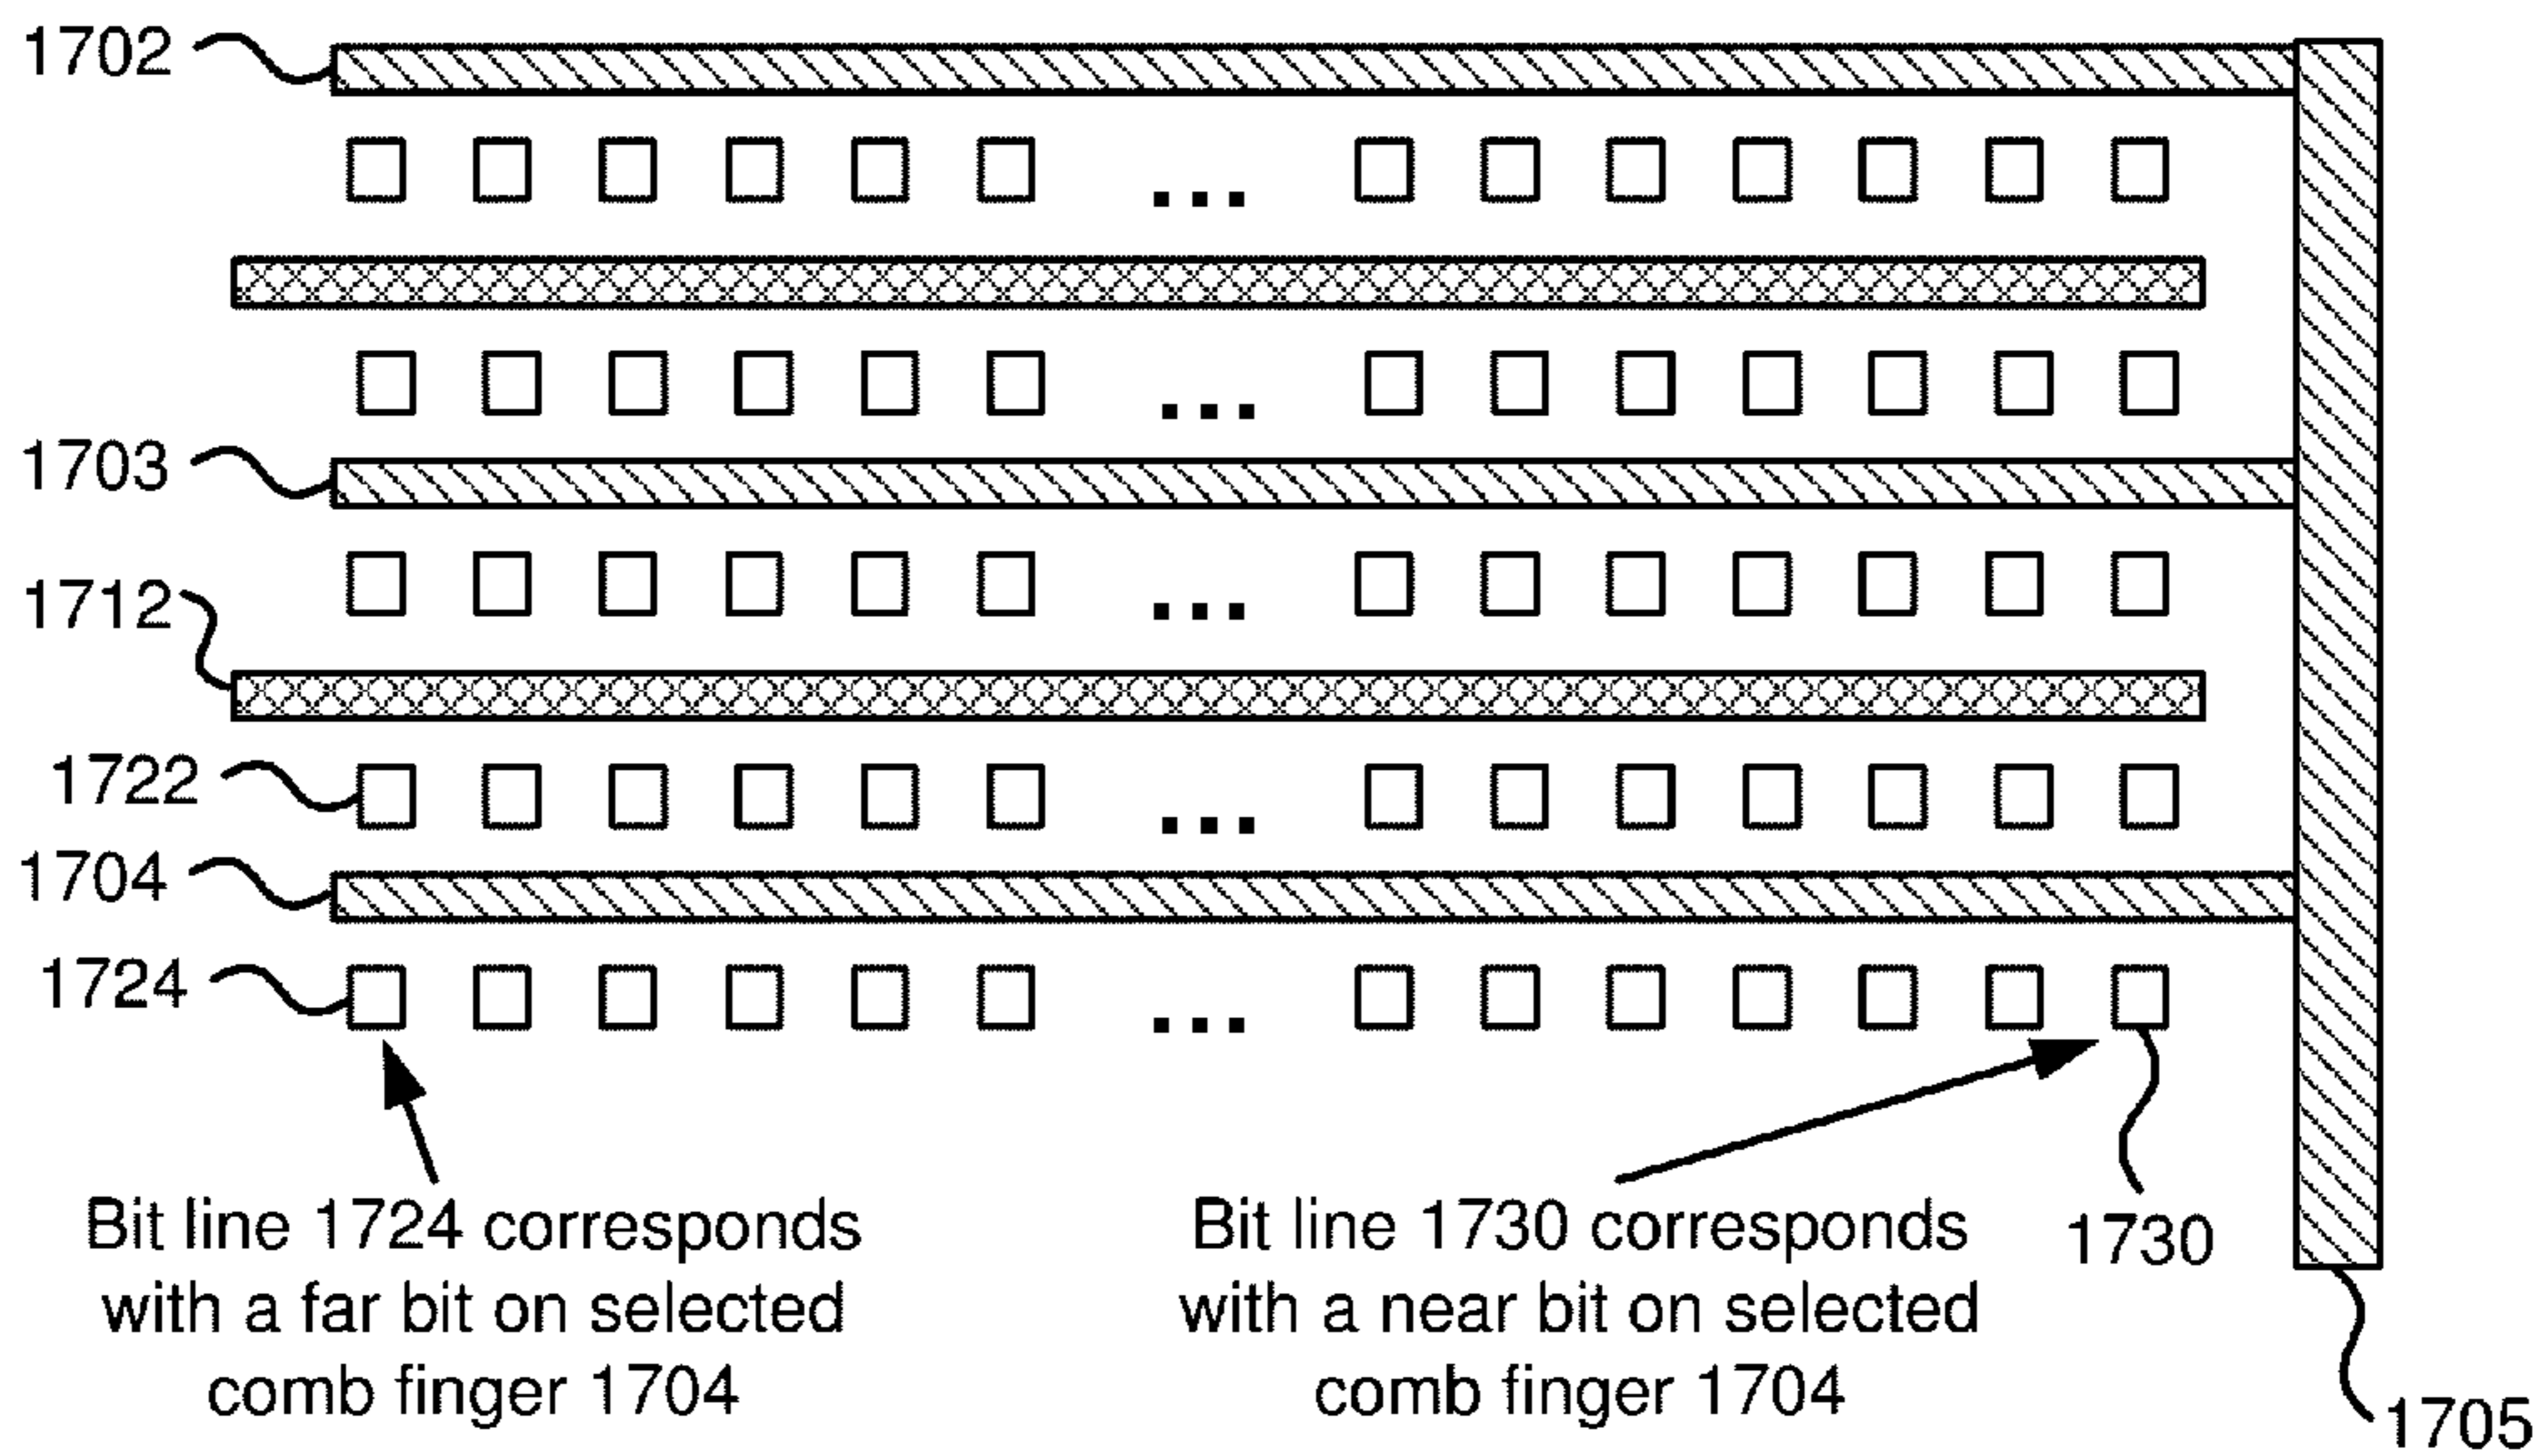 1702
...
...
1703
1712
...
1722
...
1704
1724
...
Bit line 1724 corresponds
with a far bit on selected
comb finger 1704
Bit line 1730 corresponds
with a near bit on selected
comb finger 1704
1730
1705